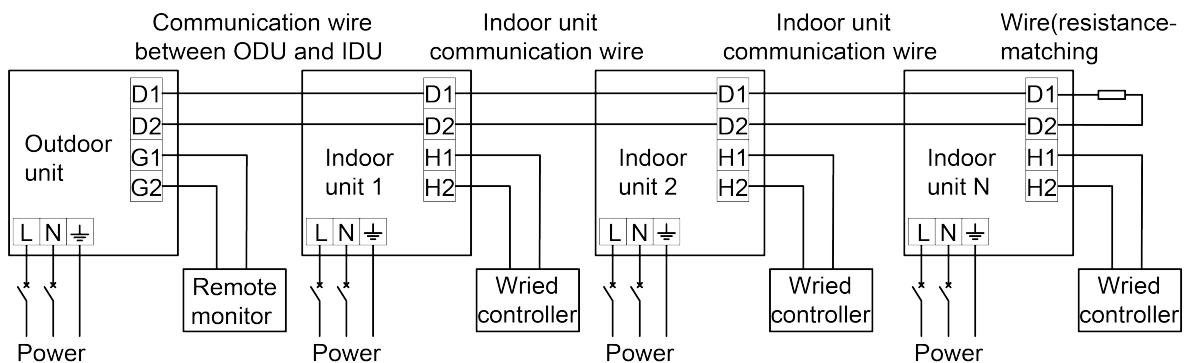 Communication wire
between ODU and IDU
Indoor unit
communication wire
Indoor unit
communication wire
Wire(resistance-
matching
Outdoor
unit
D1
D2
G1
G2
L N
Remote
monitor
Power
Indoor
unit 1
D1
D2
H1
H2
L N
Wried
controller
Power
Indoor
unit 2
D1
D2
H1
H2
L N
Wried
controller
Power
Indoor
unit N
D1
D2
H1
H2
L N
Wried
controller
Power